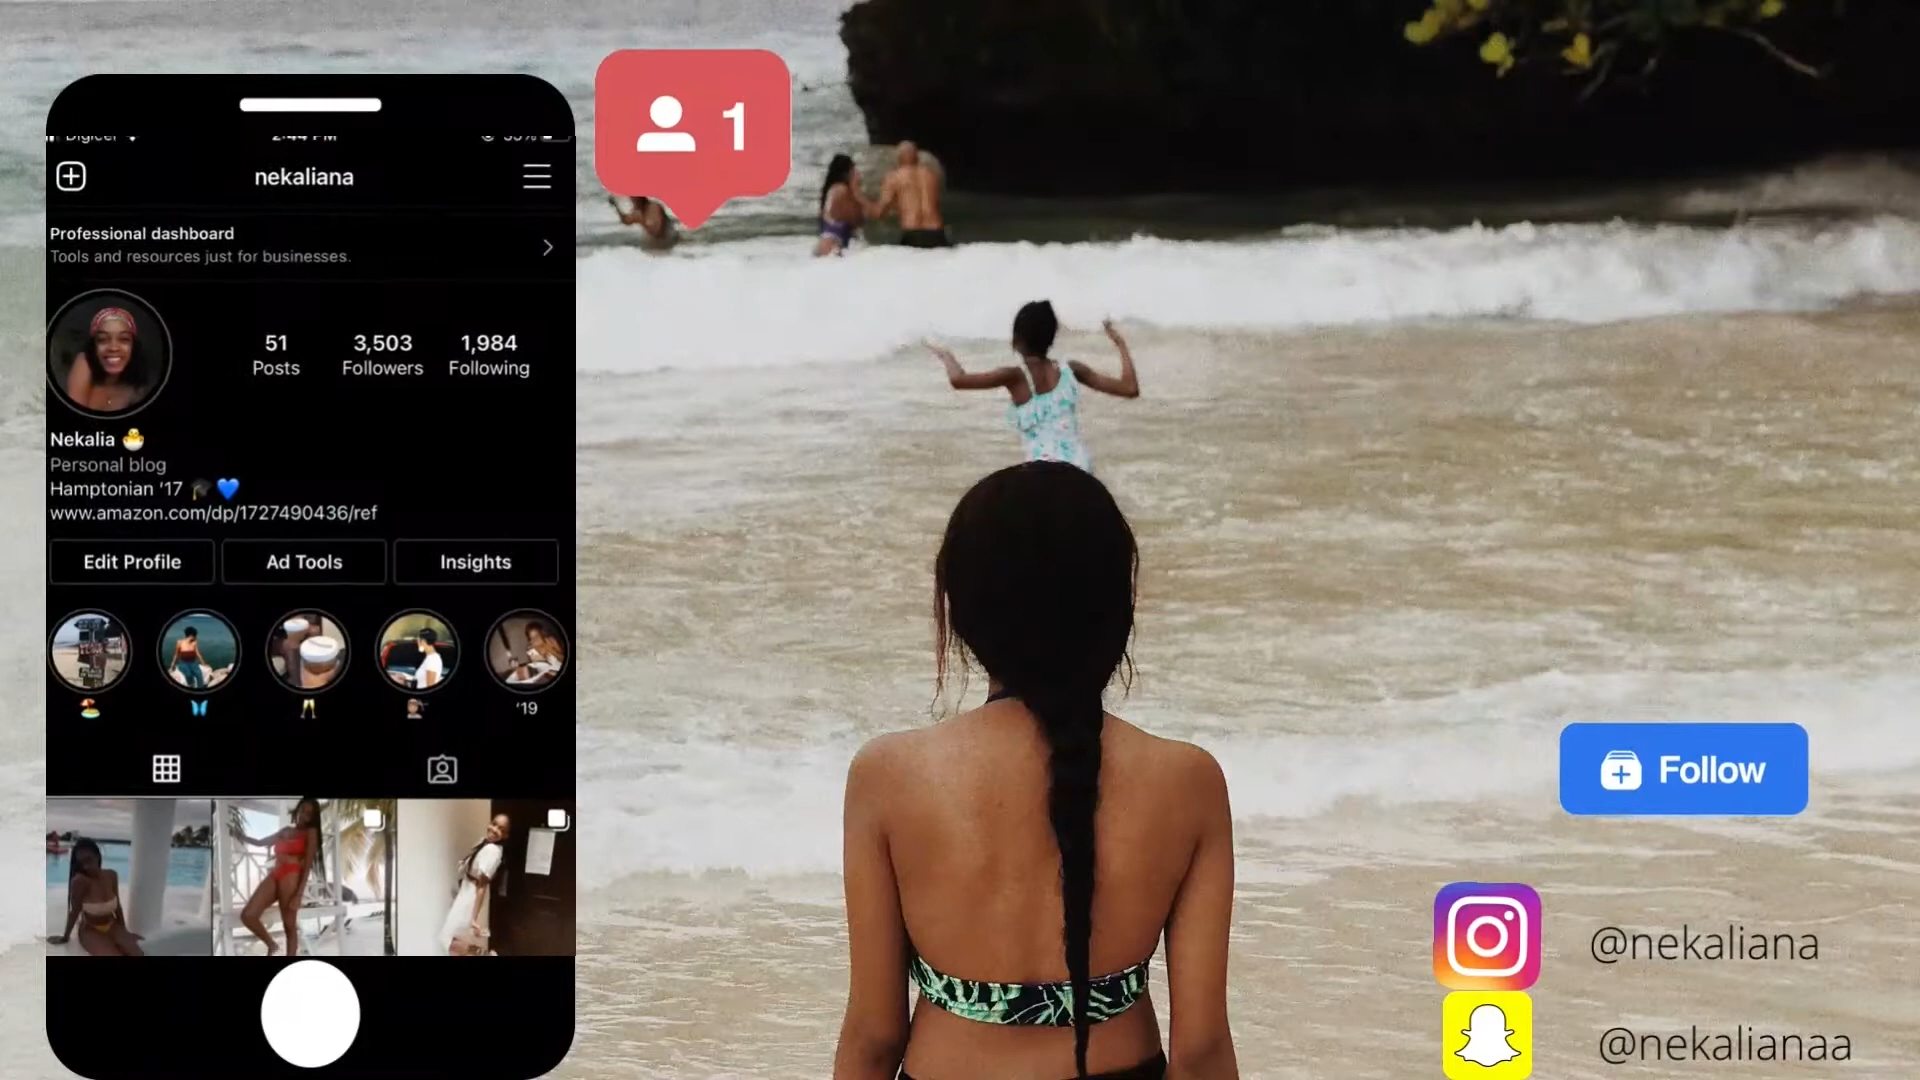 nekaliana
Professional dashboard
Tools and resources just for businesses.
51 3,503 1,984
Posts Followers Following
Nekalia 🐣
Personal blog
Hamptonian '17 🎓💙
www.amazon.com/dp/1727490436/ref
Edit Profile Ad Tools Insights
'19
1
Follow
@nekaliana
@nekalianaa